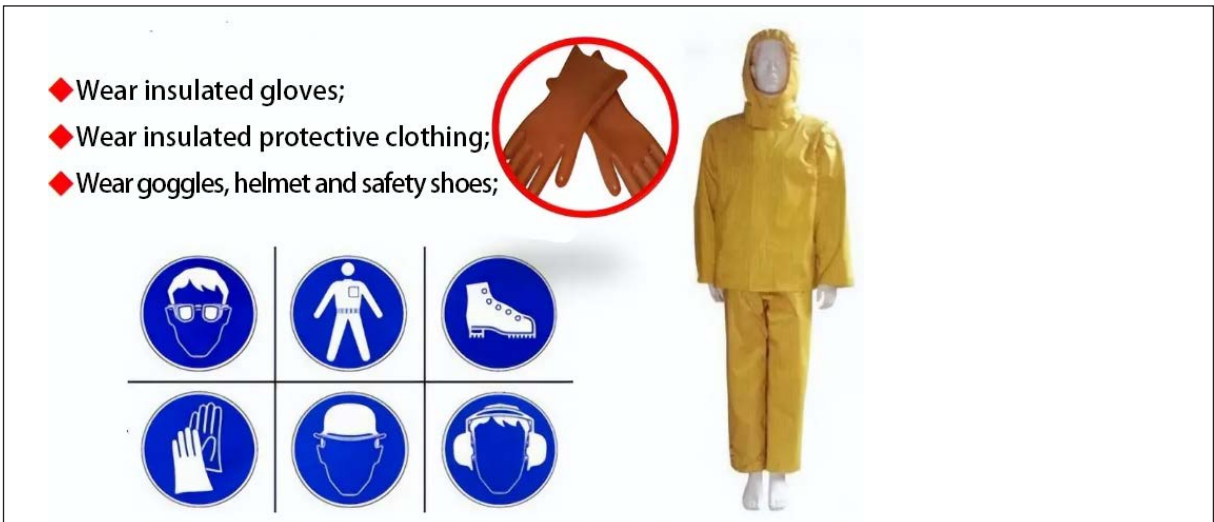 Wear insulated gloves;
Wear insulated protective clothing;
Wear goggles, helmet and safety shoes;